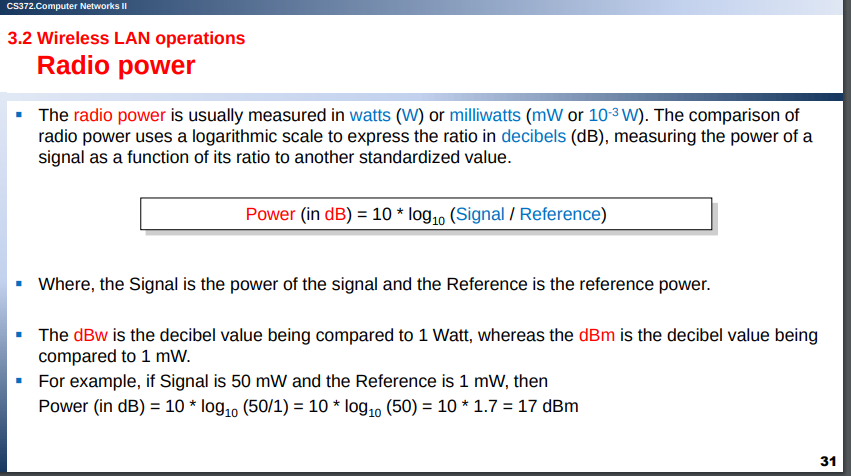 CS372.Computer Networks II
3.2 Wireless LAN operations
Radio power
▪ The radio power is usually measured in watts (W) or milliwatts (mW or 10⁻³ W). The comparison of
radio power uses a logarithmic scale to express the ratio in decibels (dB), measuring the power of a
signal as a function of its ratio to another standardized value.
Power (in dB) = 10 * log₁₀ (Signal / Reference)
▪ Where, the Signal is the power of the signal and the Reference is the reference power.
▪ The dBw is the decibel value being compared to 1 Watt, whereas the dBm is the decibel value being
compared to 1 mW.
▪ For example, if Signal is 50 mW and the Reference is 1 mW, then
Power (in dB) = 10 * log₁₀ (50/1) = 10 * log₁₀ (50) = 10 * 1.7 = 17 dBm
31